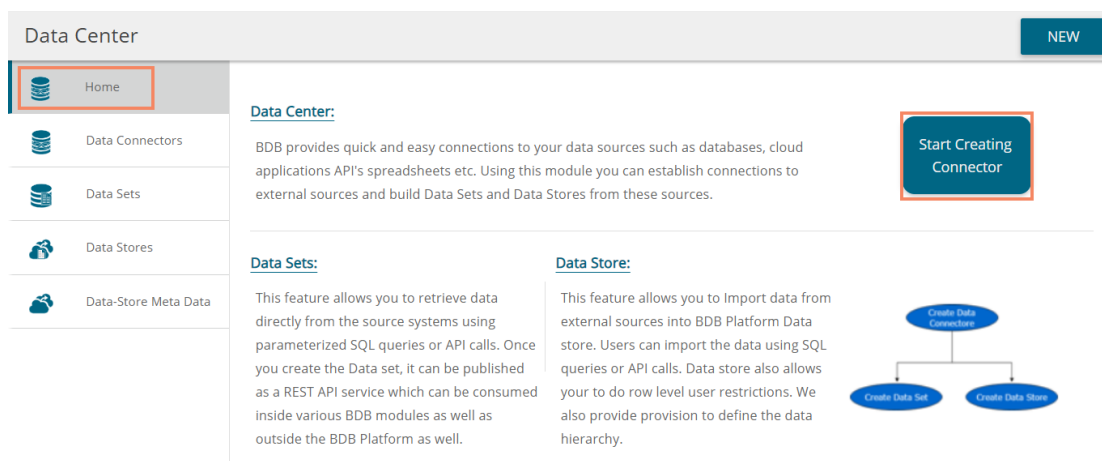 Data Center
NEW
Home
Data Connectors
Data Sets
Data Stores
Data-Store Meta Data
Data Center:
BDB provides quick and easy connections to your data sources such as databases, cloud
applications API's spreadsheets etc. Using this module you can establish connections to
external sources and build Data Sets and Data Stores from these sources.
Start Creating
Connector
Data Sets:
This feature allows you to retrieve data
directly from the source systems using
parameterized SQL queries or API calls. Once
you create the Data set, it can be published
as a REST API service which can be consumed
inside various BDB modules as well as
outside the BDB Platform as well.
Data Store:
This feature allows you to Import data from
external sources into BDB Platform Data
store. Users can import the data using SQL
queries or API calls. Data store also allows
your to do row level user restrictions. We
also provide provision to define the data
hierarchy.
Create Data
Connectore
Create Data Set
Create Data Store